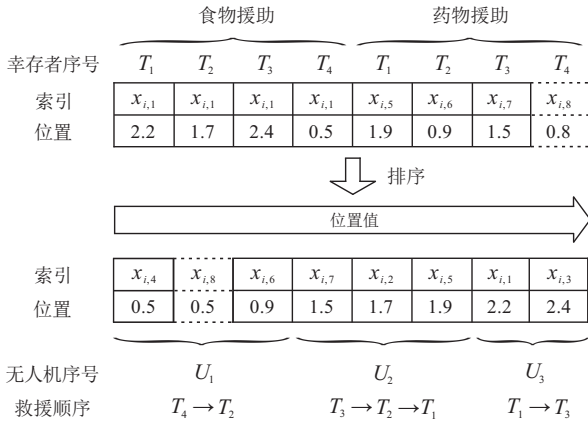 食物援助 药物援助
幸存者序号 T₁ T₂ T₃ T₄ T₁ T₂ T₃ T₄
索引 xᵢ,₁ xᵢ,₁ xᵢ,₁ xᵢ,₁ xᵢ,₅ xᵢ,₆ xᵢ,₇ xᵢ,₈
位置 2.2 1.7 2.4 0.5 1.9 0.9 1.5 0.8
排序
位置值
索引 xᵢ,₄ xᵢ,₈ xᵢ,₆ xᵢ,₇ xᵢ,₂ xᵢ,₅ xᵢ,₁ xᵢ,₃
位置 0.5 0.5 0.9 1.5 1.7 1.9 2.2 2.4
无人机序号 U₁ U₂ U₃
救援顺序 T₄→T₂ T₃→T₂→T₁ T₁→T₃